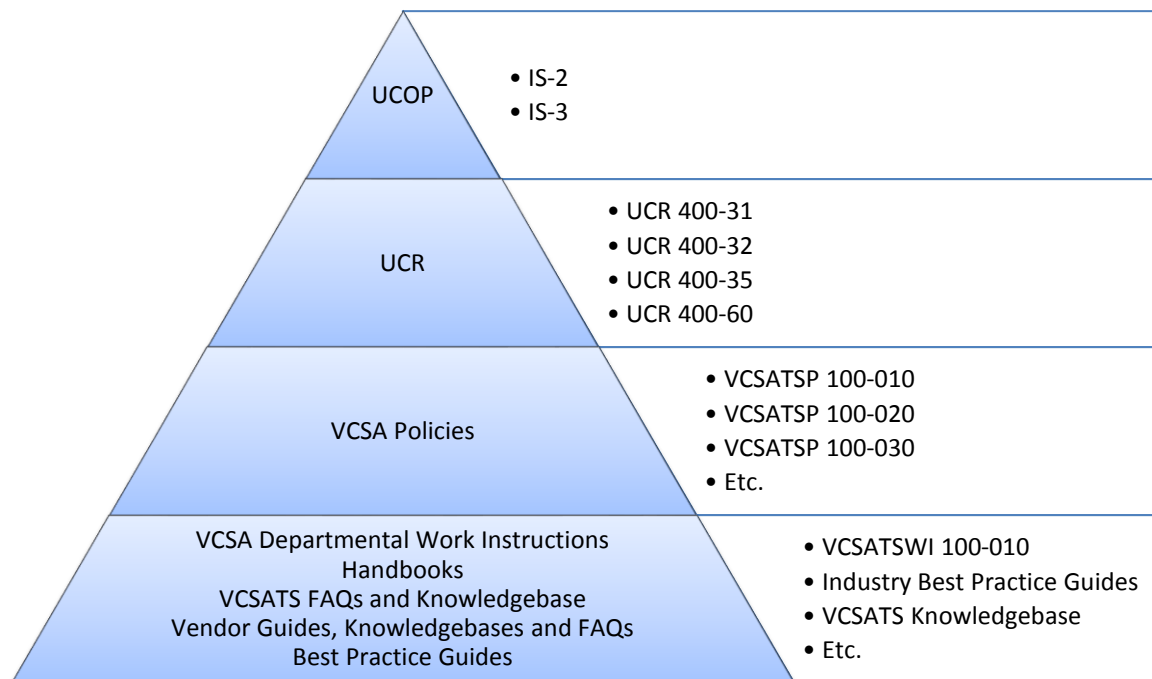 UCOP
• IS-2
• IS-3
UCR
• UCR 400-31
• UCR 400-32
• UCR 400-35
• UCR 400-60
VCSA Policies
• VCSATSP 100-010
• VCSATSP 100-020
• VCSATSP 100-030
• Etc.
VCSA Departmental Work Instructions
Handbooks
VCSATS FAQs and Knowledgebase
Vendor Guides, Knowledgebases and FAQs
Best Practice Guides
• VCSATSWI 100-010
• Industry Best Practice Guides
• VCSATS Knowledgebase
• Etc.